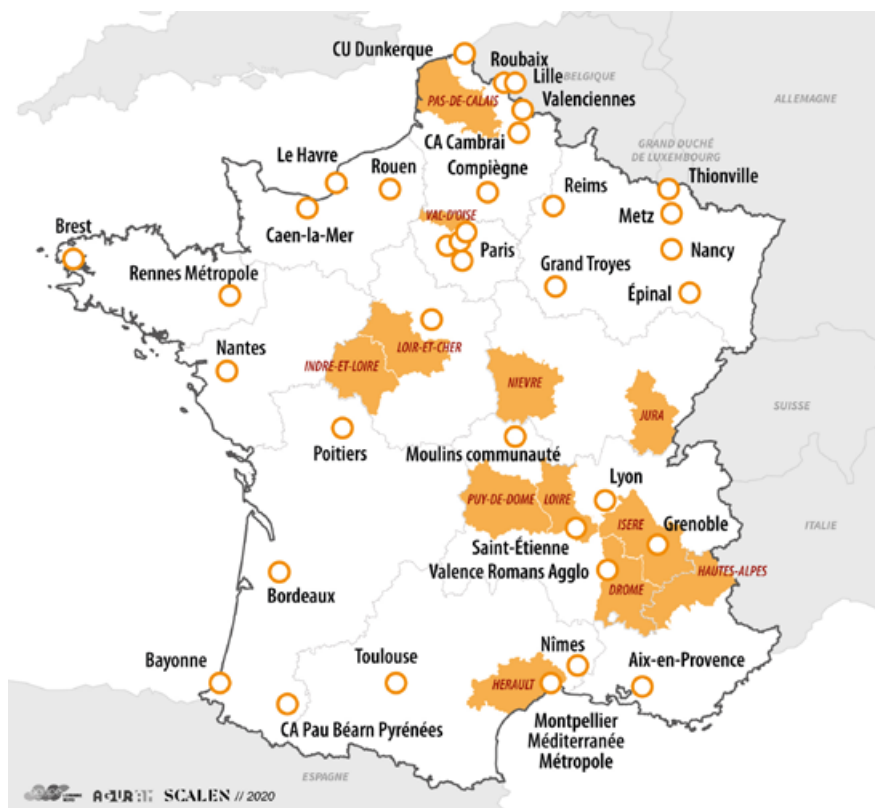 CU Dunkerque
Roubaix
Lille
BELGIQUE
PAS-DE-CALAIS
Valenciennes
ALLEMAGNE
CA Cambrai
GRAND DUCHÉ
DE LUXEMBOURG
Le Havre
Rouen
Compiègne
Reims
Thionville
Metz
VAL-D'OISE
Brest
Caen-la-Mer
Paris
Nancy
Rennes Métropole
Grand Troyes
Épinal
Nantes
LOIR-ET-CHER
INDRE-ET-LOIRE
NIEVRE
JURA
SUISSE
Poitiers
Moulins communauté
Lyon
PUY-DE-DOME
LOIRE
ISERE
Grenoble
ITALIE
Saint-Étienne
Valence Romans Agglo
HAUTES-ALPES
DROME
Bordeaux
Bayonne
Toulouse
Nîmes
Aix-en-Provence
HERAULT
CA Pau Béarn Pyrénées
Montpellier
Méditerranée
Métropole
ESPAGNE
SCALEN // 2020